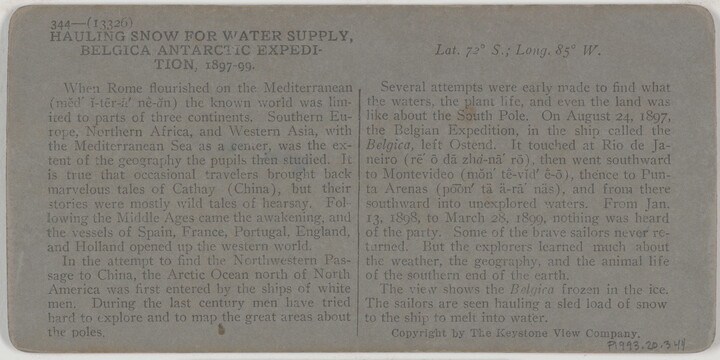 344—(13326)
HAULING SNOW FOR WATER SUPPLY,
BELGICA ANTARCTIC EXPEDI-
TION, 1897-99.
When Rome flourished on the Mediterranean
(mĕd´ ĭ-tĕr-ā´ nē-ăn) the known world was lim-
ited to parts of three continents. Southern Eu-
rope, Northern Africa, and Western Asia, with
the Mediterranean Sea as a center, was the ex-
tent of the geography the pupils then studied. It
is true that occasional travelers brought back
marvelous tales of Cathay (China), but their
stories were mostly wild tales of hearsay. Fol-
lowing the Middle Ages came the awakening, and
the vessels of Spain, France, Portugal, England,
and Holland opened up the western world.
In the attempt to find the Northwestern Pas-
sage to China, the Arctic Ocean north of North
America was first entered by the ships of white
men. During the last century men have tried
hard to explore and to map the great areas about
the poles.
Lat. 72° S.; Long. 85° W.
Several attempts were early made to find what
the waters, the plant life, and even the land was
like about the South Pole. On August 24, 1897,
the Belgian Expedition, in the ship called the
Belgica, left Ostend. It touched at Rio de Ja-
neiro (rē´ ō dā zhá-nā´ rō), then went southward
to Montevideo (mŏn´ tē-vĭd´ ē-ō), thence to Pun-
ta Arenas (po͞on´ tä ä-rā´ näs), and from there
southward into unexplored waters. From Jan.
13, 1898, to March 28, 1899, nothing was heard
of the party. Some of the brave sailors never re-
turned. But the explorers learned much about
the weather, the geography, and the animal life
of the southern end of the earth.
The view shows the Belgica frozen in the ice.
The sailors are seen hauling a sled load of snow
to the ship to melt into water.
Copyright by The Keystone View Company.
P1993.20.344